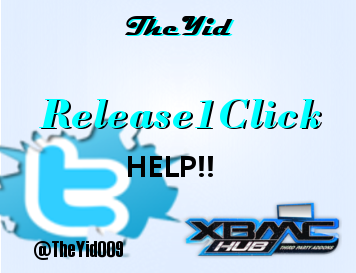 TheYid
Release1Click
HELP!!
XBMC
HUB THIRD PARTY ADDONS
@TheYid009